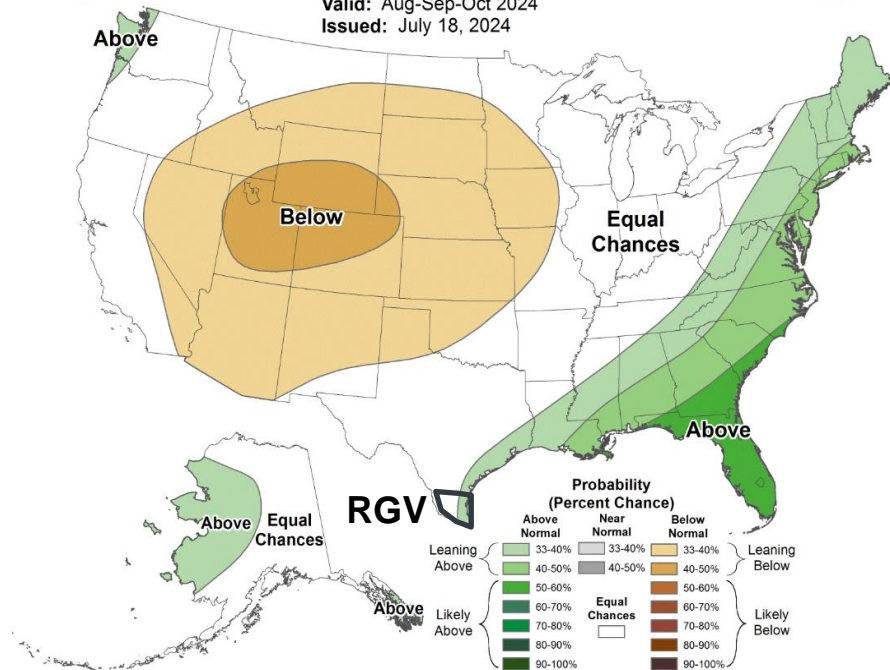 Valid: Aug-Sep-Oct 2024
Issued: July 18, 2024
Above
Below
Equal
Chances
Above
Above
Equal
Chances
Above
RGV
Probability
(Percent Chance)
Above
Normal
Near
Normal
Below
Normal
Leaning
Above
33-40%
33-40%
33-40%
Leaning
Below
40-50%
40-50%
40-50%
Likely
Above
50-60%
50-60%
Likely
Below
60-70%
Equal
Chances
60-70%
70-80%
70-80%
80-90%
80-90%
90-100%
90-100%